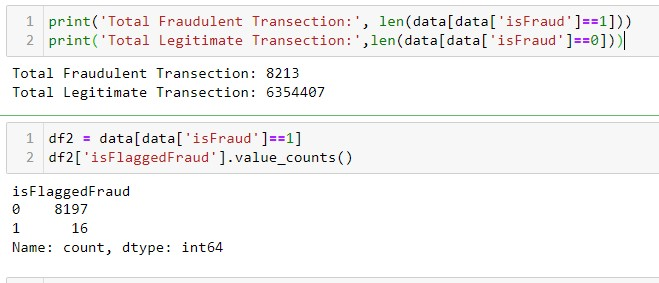 1 print('Total Fraudulent Transection:', len(data[data['isFraud']==1]))
2 print('Total Legitimate Transection:',len(data[data['isFraud']==0]))
Total Fraudulent Transection: 8213
Total Legitimate Transection: 6354407
1 df2 = data[data['isFraud']==1]
2 df2['isFlaggedFraud'].value_counts()
isFlaggedFraud
0    8197
1      16
Name: count, dtype: int64